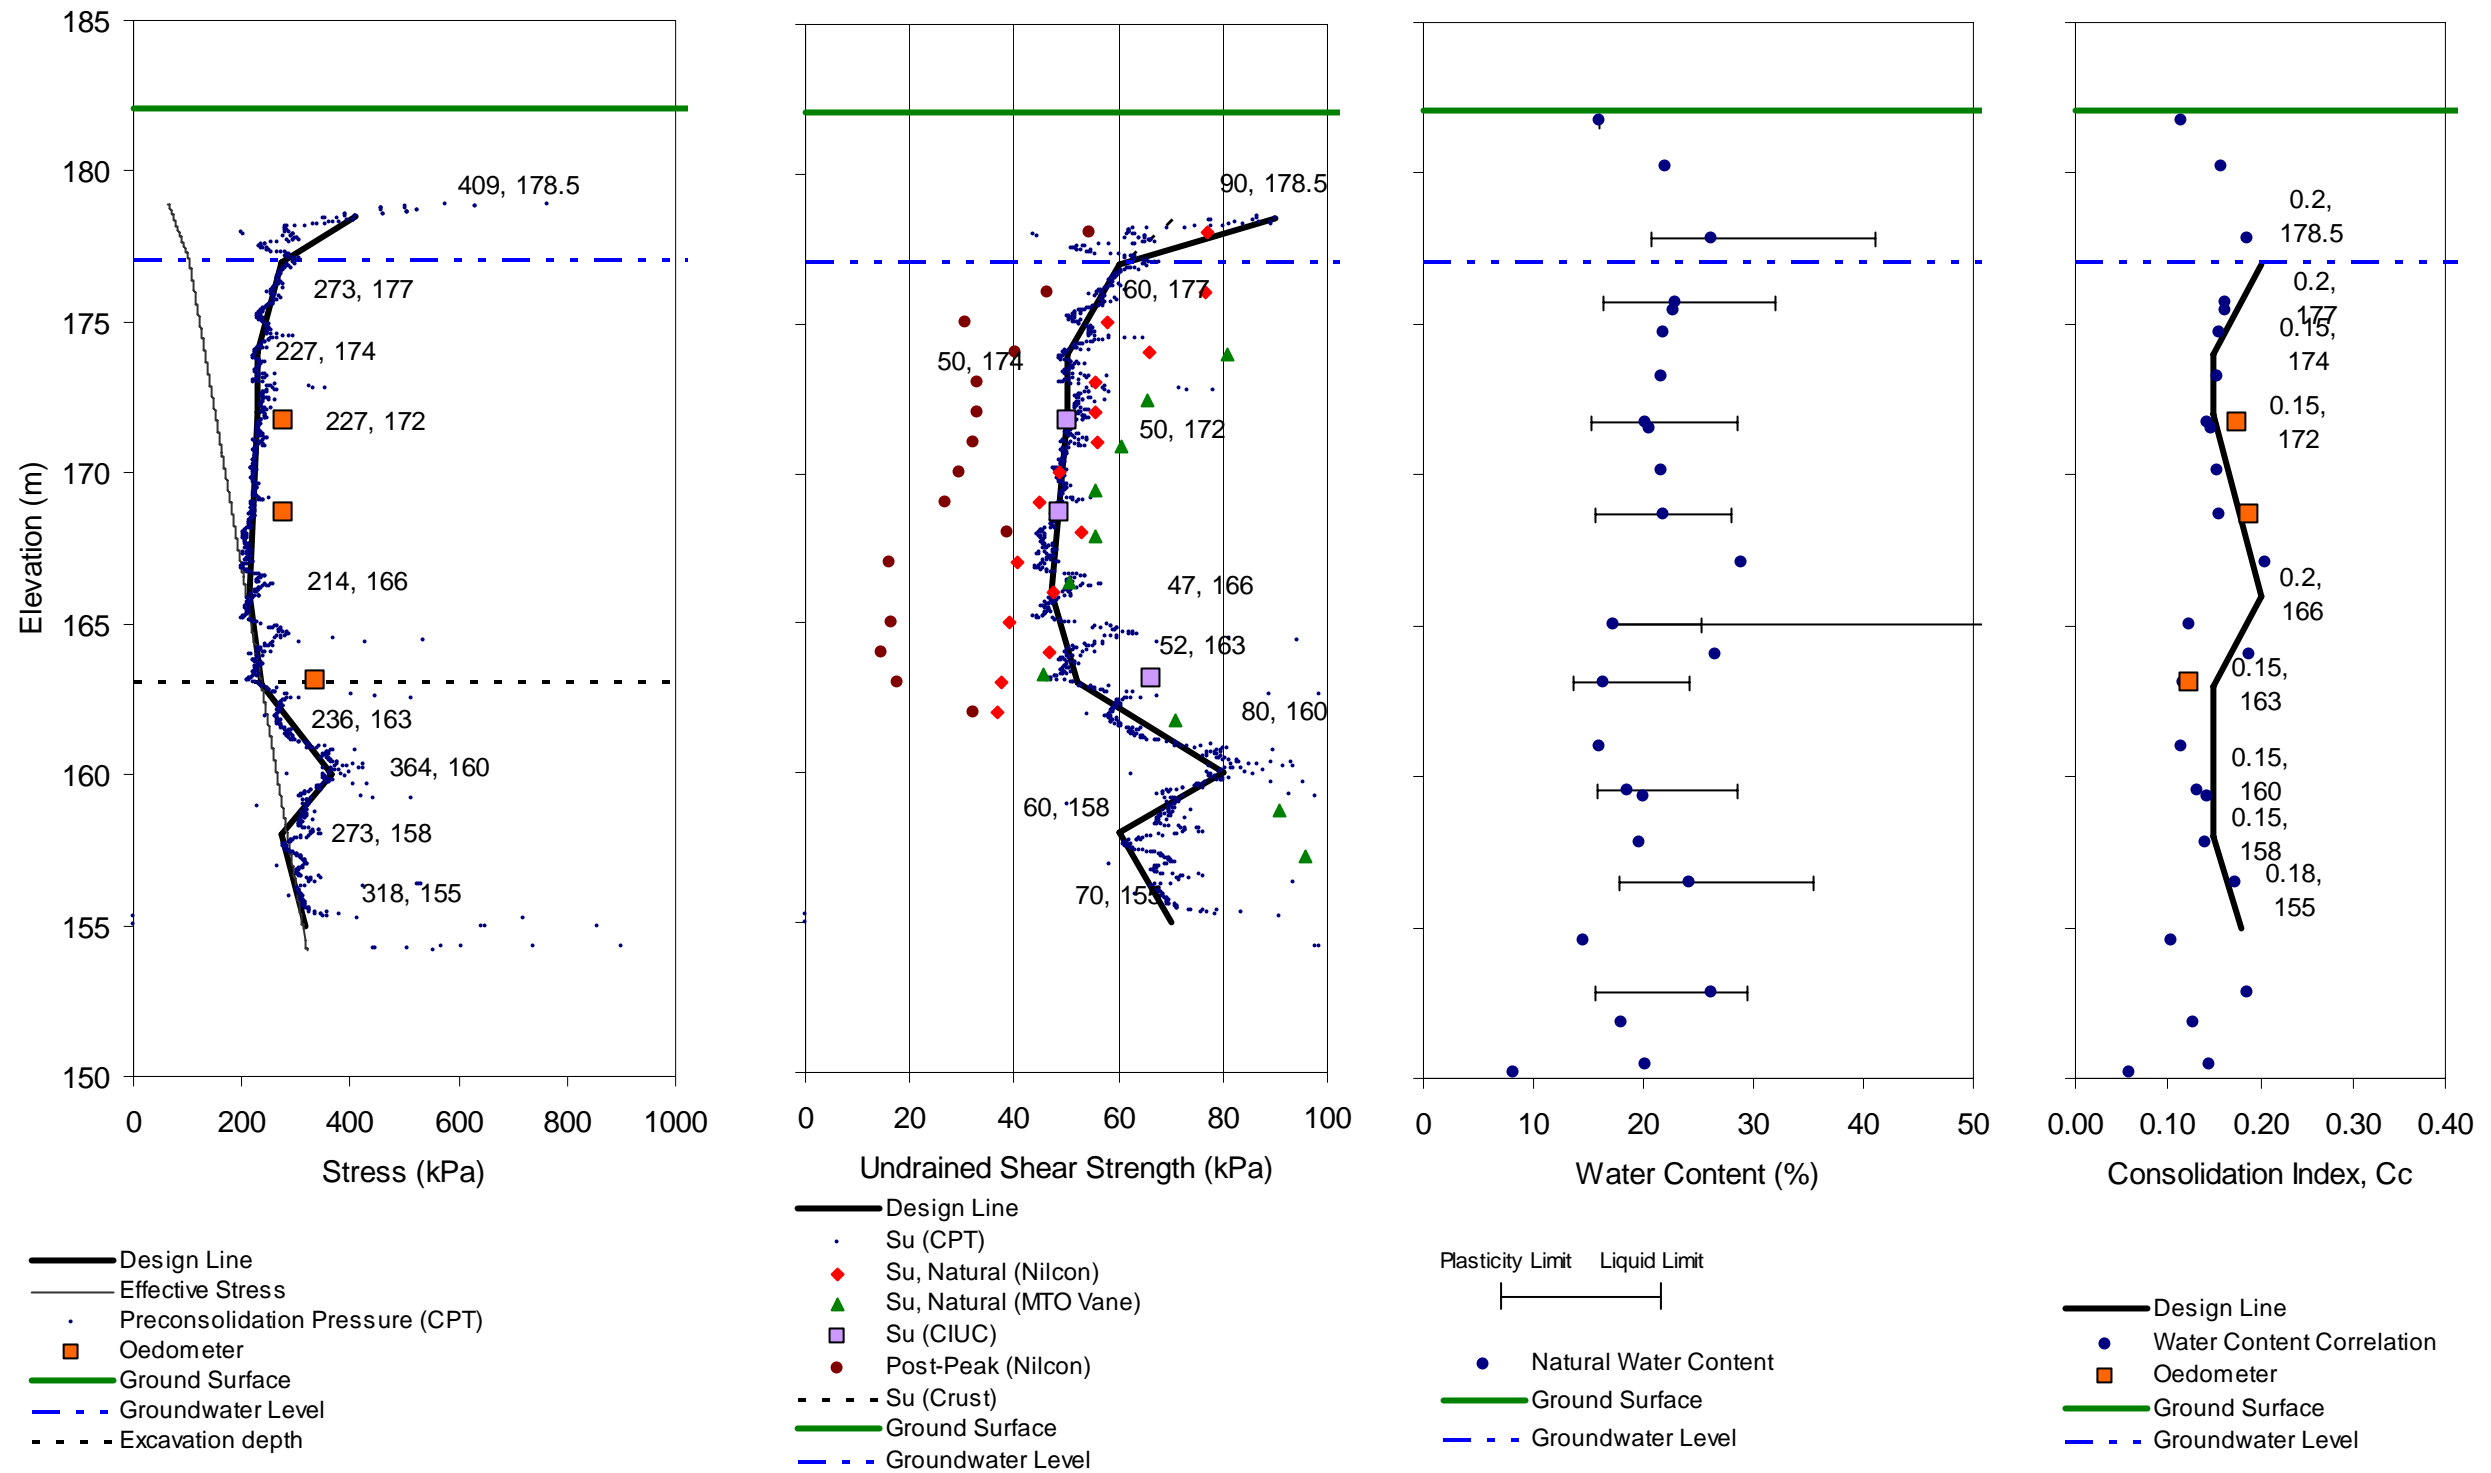 185
180
175
170
165
160
155
150
Elevation (m)
409, 178.5
273, 177
227, 174
227, 172
214, 166
236, 163
364, 160
273, 158
318, 155
0 200 400 600 800 1000
Stress (kPa)
Design Line
Effective Stress
Preconsolidation Pressure (CPT)
Oedometer
Ground Surface
Groundwater Level
Excavation depth
90, 178.5
60, 177
50, 174
50, 172
47, 166
52, 163
80, 160
60, 158
70, 155
0 20 40 60 80 100
Undrained Shear Strength (kPa)
Design Line
Su (CPT)
Su, Natural (Nilcon)
Su, Natural (MTO Vane)
Su (CIUC)
Post-Peak (Nilcon)
Su (Crust)
Ground Surface
Groundwater Level
0 10 20 30 40 50
Water Content (%)
Plasticity Limit Liquid Limit
Natural Water Content
Ground Surface
Groundwater Level
0.2,
178.5
0.2,
177
0.15,
174
0.15,
172
0.2,
166
0.15,
163
0.15,
160
0.15,
158
0.18,
155
0.00 0.10 0.20 0.30 0.40
Consolidation Index, Cc
Design Line
Water Content Correlation
Oedometer
Ground Surface
Groundwater Level